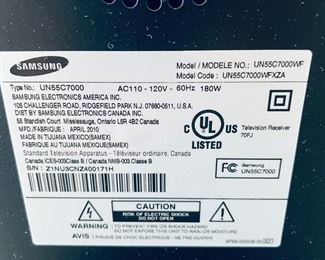 SAMSUNG
Model / MODELE NO.: UN55C7000WF
Model Code: UN55C7000WFXZA
Type No.: UN55C7000 AC110 - 120V~ 60Hz 180W
SAMSUNG ELECTRONICS AMERICA INC.
105 CHALLENGER ROAD, RIDGEFIELD PARK N.J. 07660-0511, U.S.A
DIST BY: SAMSUNG ELECTRONICS CANADA INC.
55 Standish Court, Mississauga, Ontario L5R 4B2 Canada
MFD./FABRIQUE : APRIL 2010
MADE IN TIJUANA MEXICO(SAMEX)
FABRIQUE AU TIJUANA MEXIQUE(SAMEX)
Standard Television Apparatus / Téléviseur ordinaire, Canada
Canada ICES-003/Class B / Canada NMB-003 Classe B
S/N : Z1NU3CNZ400171H
C UL US
LISTED
Television Receiver
70FJ
FC Samsung
UN55C7000
CAUTION
RISK OF ELECTRIC SHOCK
DO NOT OPEN
WARNING
AVIS